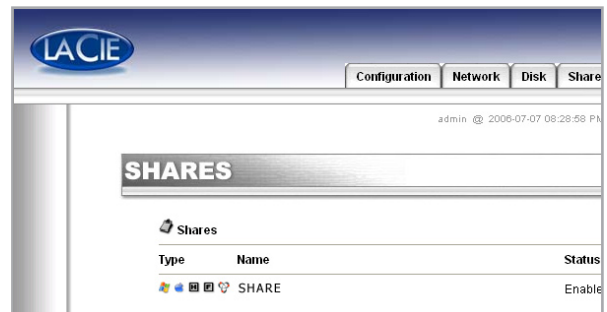 LACIE
Configuration Network Disk Share
admin @ 2006-07-07 08:28:58 PM
SHARES
Shares
Type Name Status
H F SHARE Enable